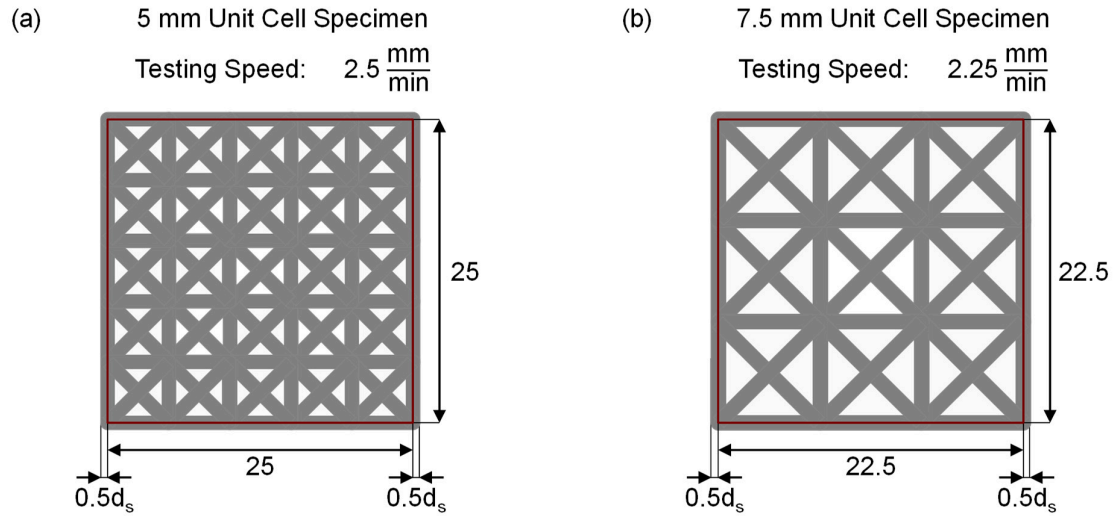 (a) 5 mm Unit Cell Specimen
Testing Speed: 2.5 mm/min
25
25
0.5ds 0.5ds
(b) 7.5 mm Unit Cell Specimen
Testing Speed: 2.25 mm/min
22.5
22.5
0.5ds 0.5ds